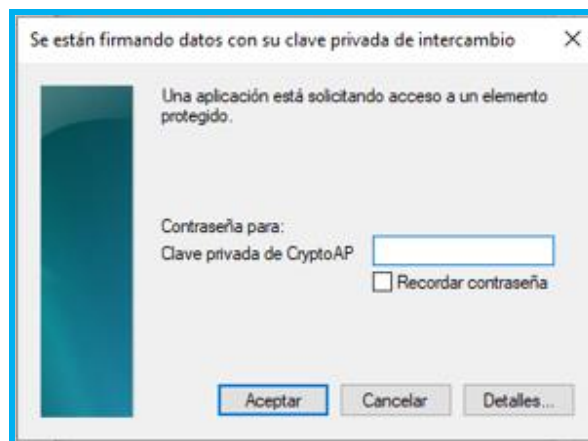 Se están firmando datos con su clave privada de intercambio
Una aplicación está solicitando acceso a un elemento
protegido.
Contraseña para:
Clave privada de CryptoAP
Recordar contraseña
Aceptar
Cancelar
Detalles...